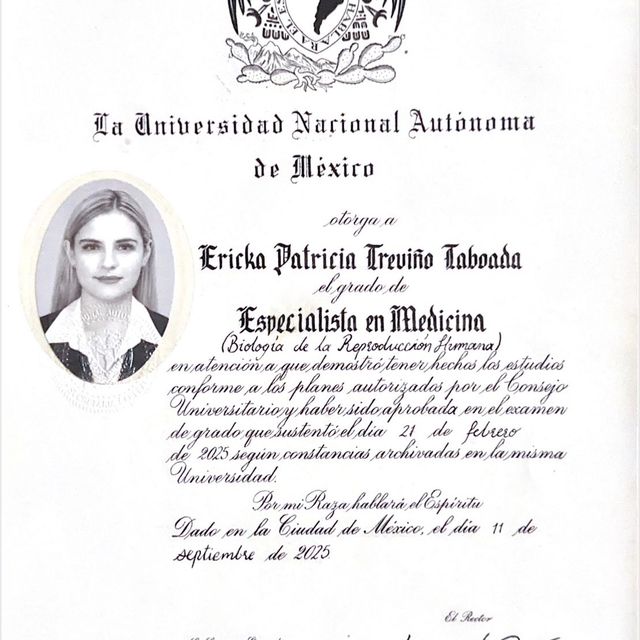 HABLARA EL ES
La Universidad Nacional Autónoma
de México
otorga a
Ericka Patricia Treviño Taboada
el grado de
Especialista en Medicina
(Biología de la Reproducción Humana)
en atención a que demostró tener hechos los estudios
conforme a los planes autorizados por el Consejo
Universitario y haber sido aprobada en el examen
de grado que sustentó el día 21 de febrero
de 2025 según constancias archivadas en la misma
Universidad.
Por mi Raza hablará el Espíritu
Dado en la Ciudad de México, el día 11 de
septiembre de 2025.
El Rector